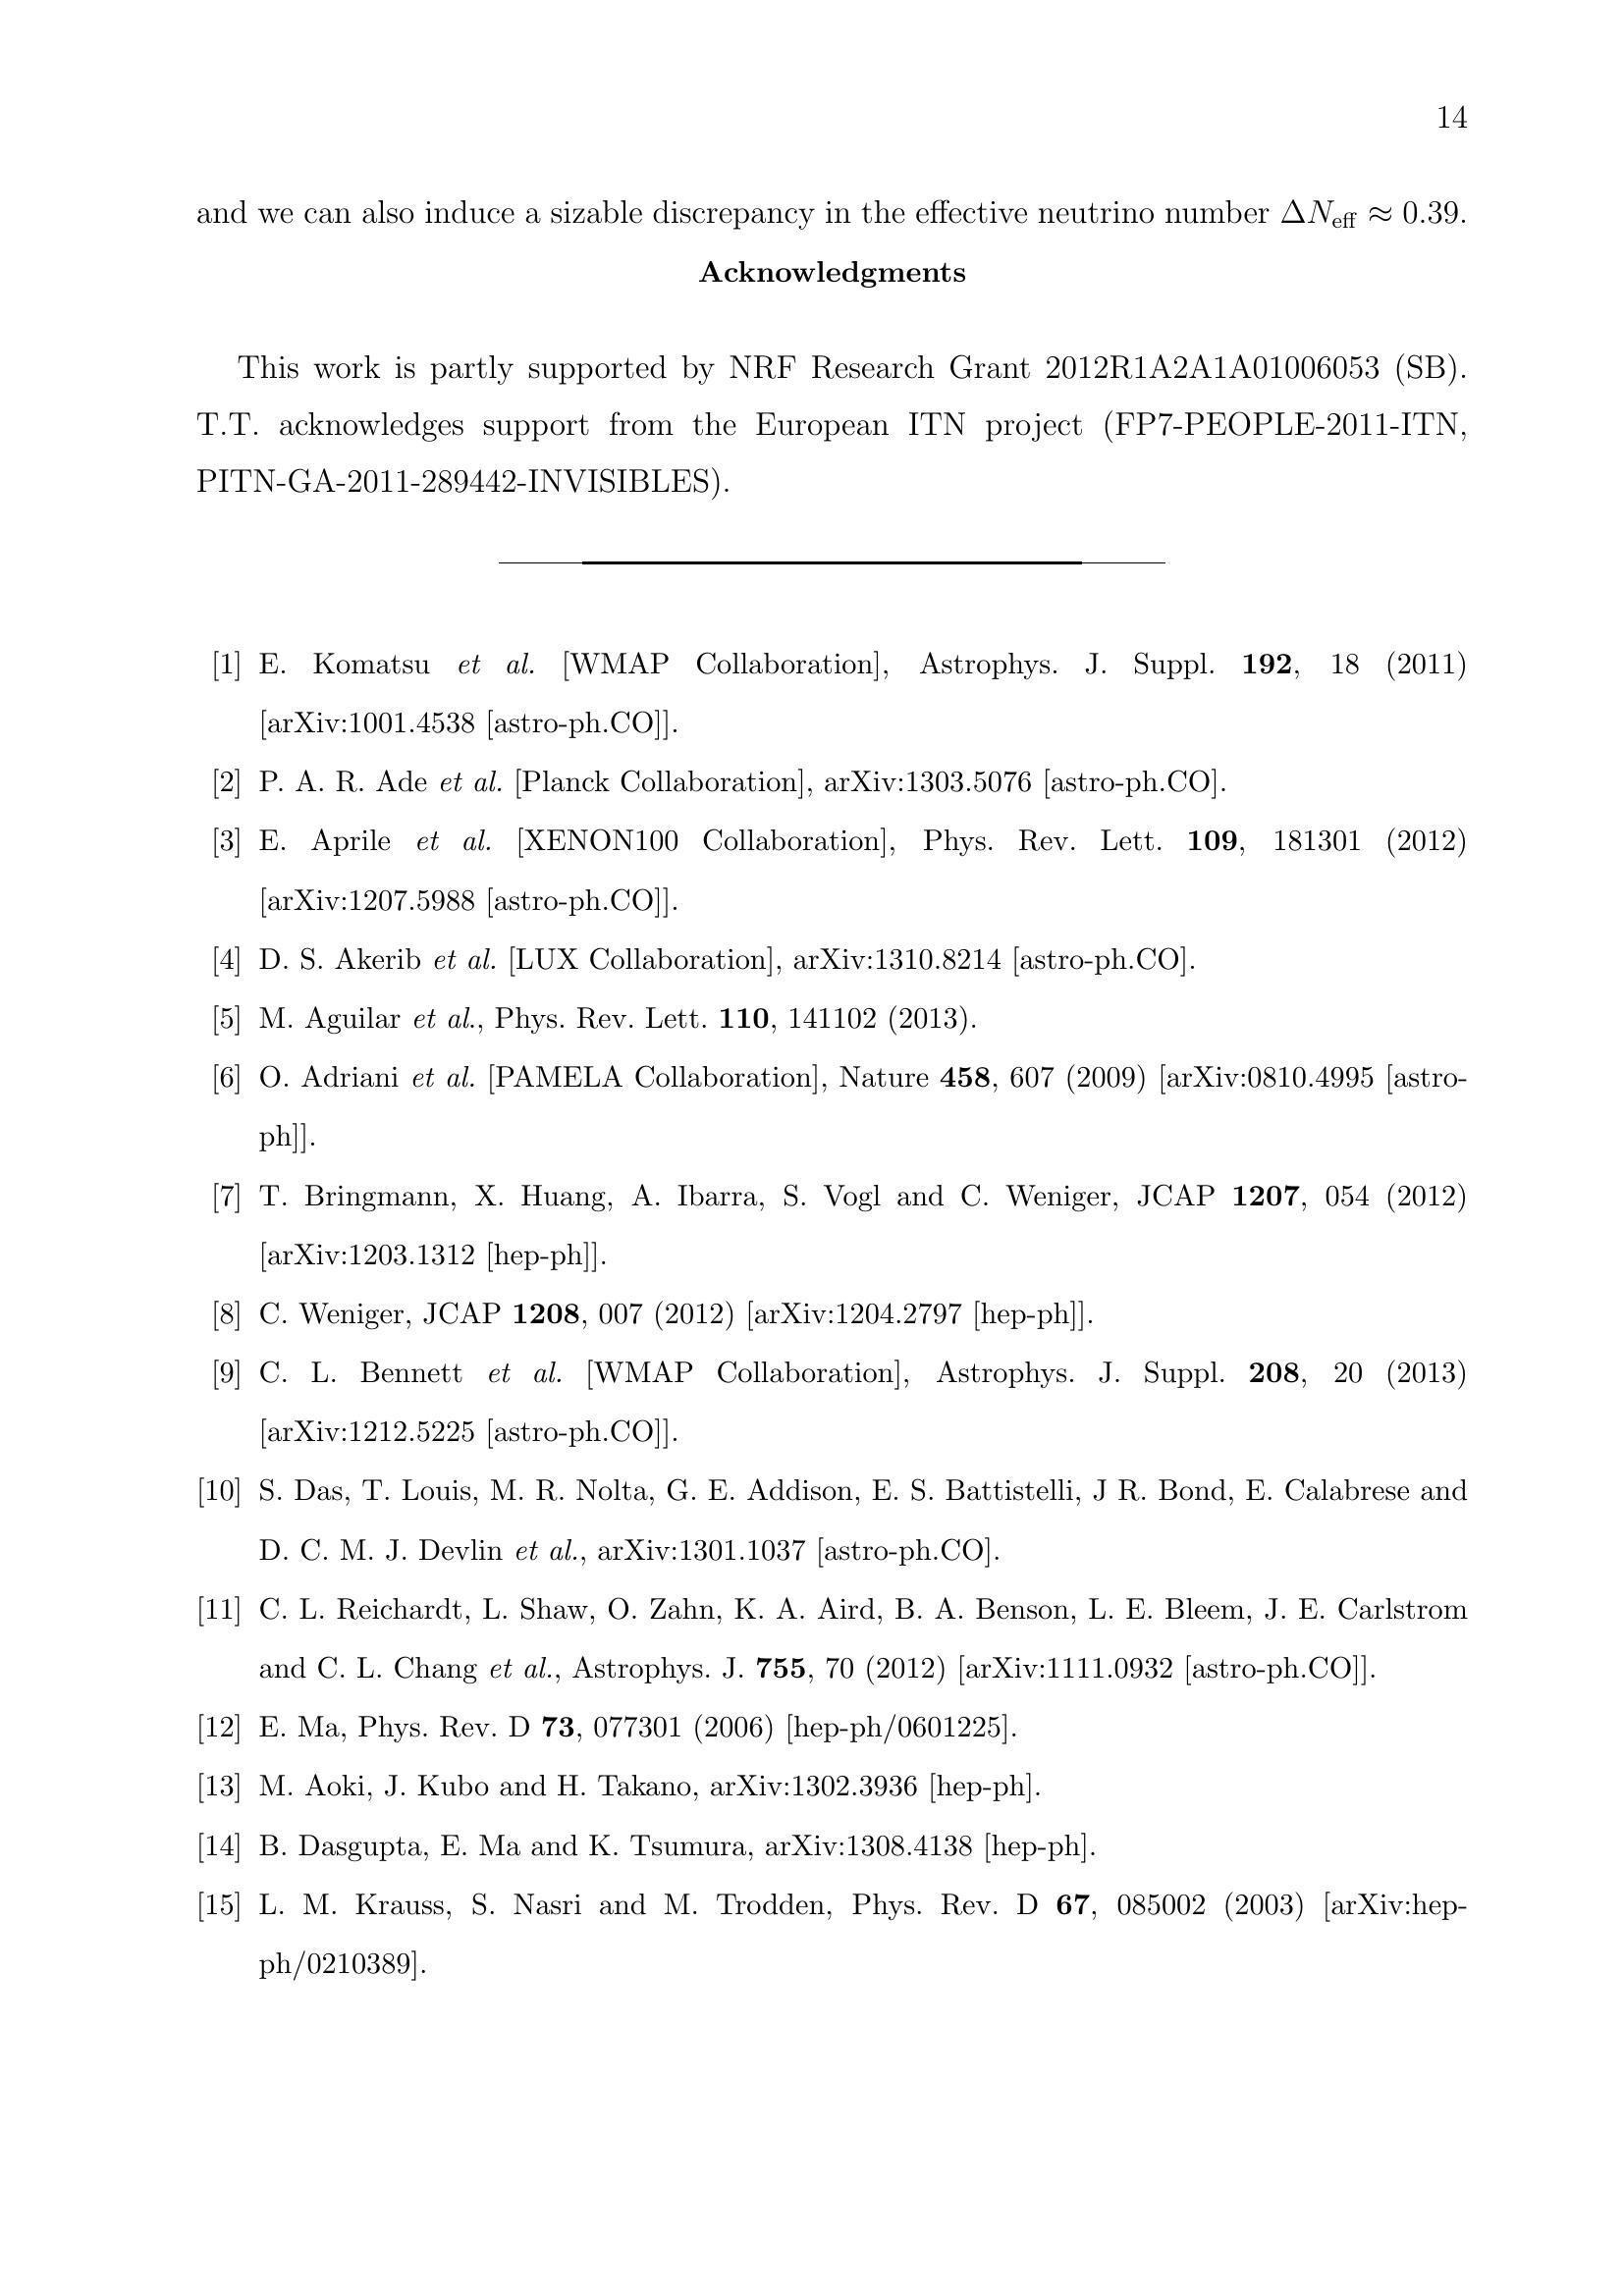 14
and we can also induce a sizable discrepancy in the effective neutrino number ΔN_eff ≈ 0.39.
Acknowledgments
This work is partly supported by NRF Research Grant 2012R1A2A1A01006053 (SB).
T.T. acknowledges support from the European ITN project (FP7-PEOPLE-2011-ITN,
PITN-GA-2011-289442-INVISIBLES).
[1] E. Komatsu et al. [WMAP Collaboration], Astrophys. J. Suppl. 192, 18 (2011)
[arXiv:1001.4538 [astro-ph.CO]].
[2] P. A. R. Ade et al. [Planck Collaboration], arXiv:1303.5076 [astro-ph.CO].
[3] E. Aprile et al. [XENON100 Collaboration], Phys. Rev. Lett. 109, 181301 (2012)
[arXiv:1207.5988 [astro-ph.CO]].
[4] D. S. Akerib et al. [LUX Collaboration], arXiv:1310.8214 [astro-ph.CO].
[5] M. Aguilar et al., Phys. Rev. Lett. 110, 141102 (2013).
[6] O. Adriani et al. [PAMELA Collaboration], Nature 458, 607 (2009) [arXiv:0810.4995 [astro-
ph]].
[7] T. Bringmann, X. Huang, A. Ibarra, S. Vogl and C. Weniger, JCAP 1207, 054 (2012)
[arXiv:1203.1312 [hep-ph]].
[8] C. Weniger, JCAP 1208, 007 (2012) [arXiv:1204.2797 [hep-ph]].
[9] C. L. Bennett et al. [WMAP Collaboration], Astrophys. J. Suppl. 208, 20 (2013)
[arXiv:1212.5225 [astro-ph.CO]].
[10] S. Das, T. Louis, M. R. Nolta, G. E. Addison, E. S. Battistelli, J R. Bond, E. Calabrese and
D. C. M. J. Devlin et al., arXiv:1301.1037 [astro-ph.CO].
[11] C. L. Reichardt, L. Shaw, O. Zahn, K. A. Aird, B. A. Benson, L. E. Bleem, J. E. Carlstrom
and C. L. Chang et al., Astrophys. J. 755, 70 (2012) [arXiv:1111.0932 [astro-ph.CO]].
[12] E. Ma, Phys. Rev. D 73, 077301 (2006) [hep-ph/0601225].
[13] M. Aoki, J. Kubo and H. Takano, arXiv:1302.3936 [hep-ph].
[14] B. Dasgupta, E. Ma and K. Tsumura, arXiv:1308.4138 [hep-ph].
[15] L. M. Krauss, S. Nasri and M. Trodden, Phys. Rev. D 67, 085002 (2003) [arXiv:hep-
ph/0210389].